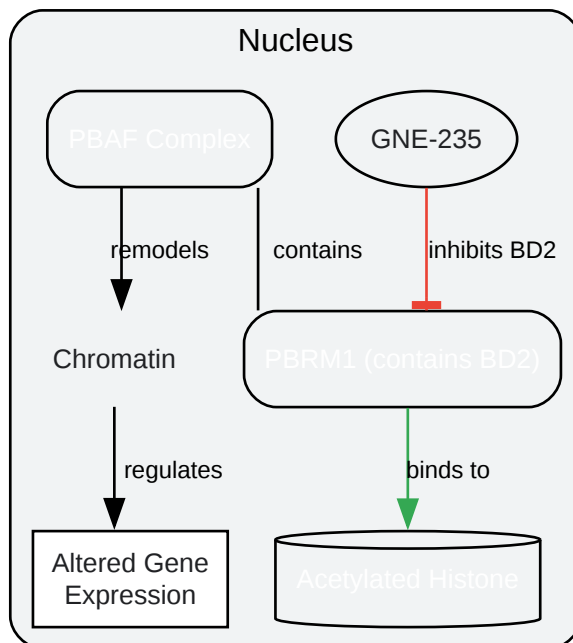 Nucleus
PBAF Complex
GNE-235
remodels
contains
inhibits BD2
Chromatin
PBRM1 (contains BD2)
regulates
binds to
Altered Gene
Expression
Acetylated Histone